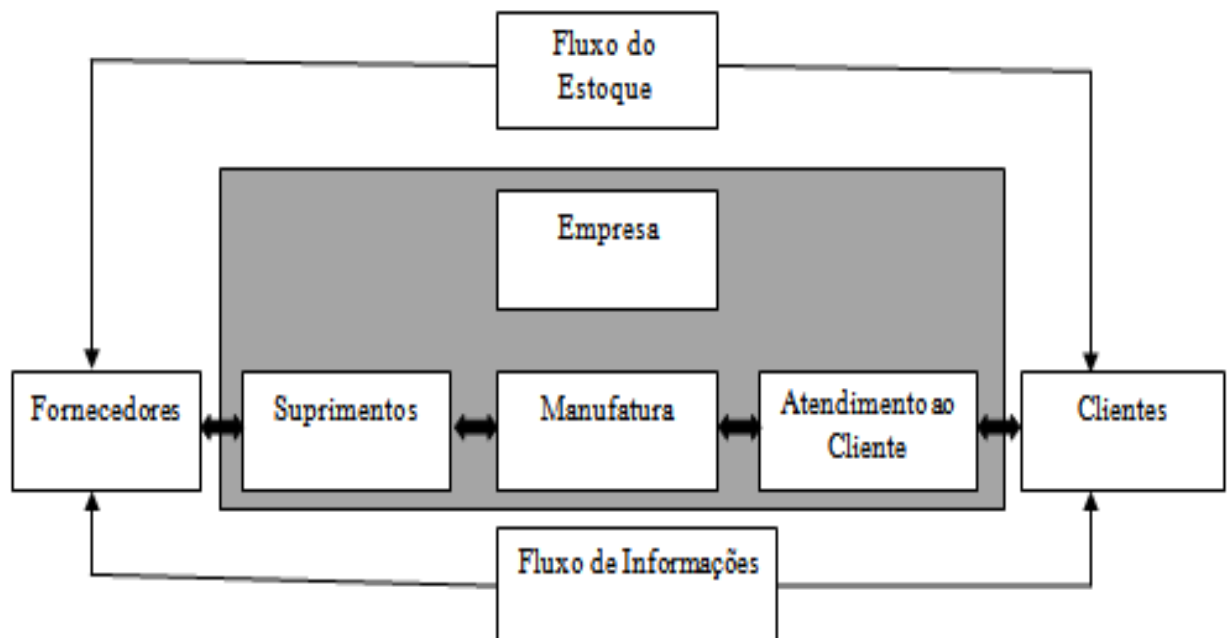 Fluxo do
Estoque
Empresa
Fornecedores
Suprimentos
Manufatura
Atendimento ao
Cliente
Clientes
Fluxo de Informações